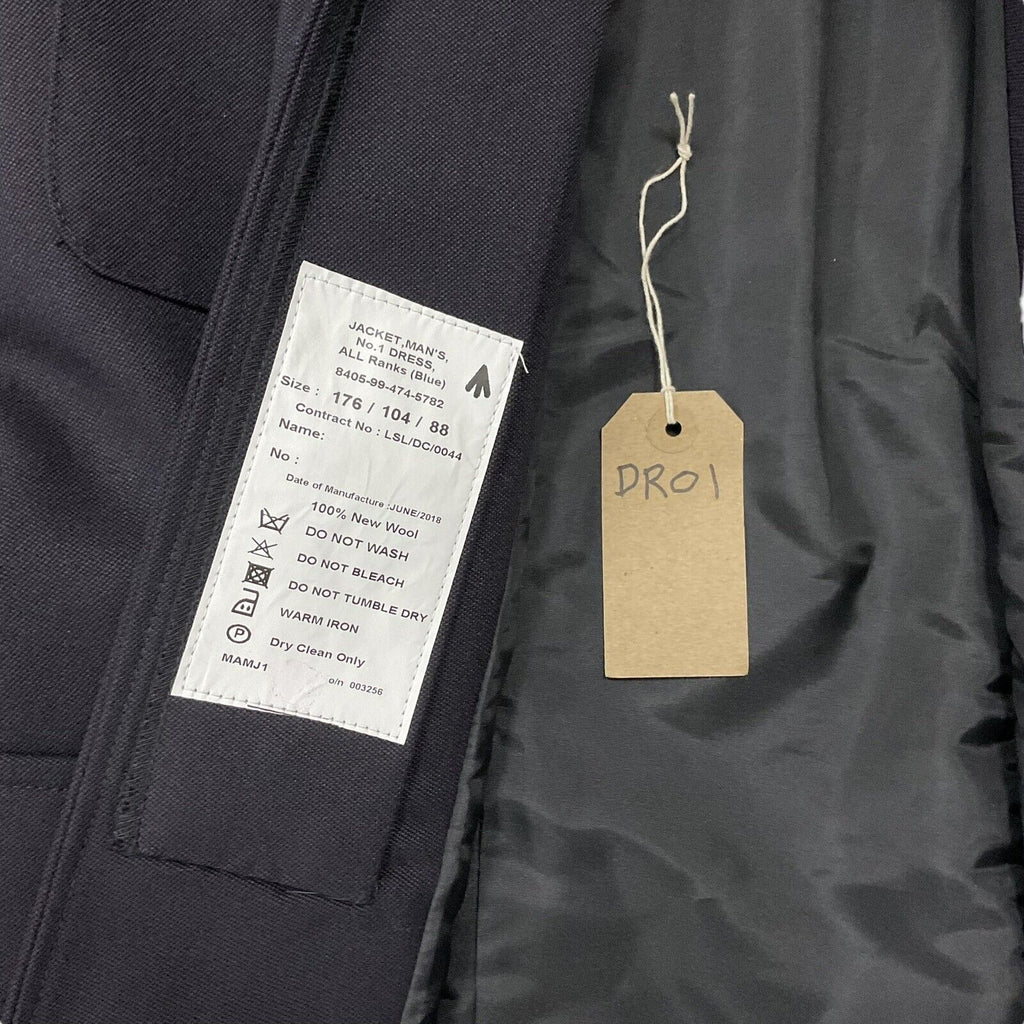 JACKET,MAN'S,
No.1 DRESS,
ALL Ranks (Blue)
8405-99-474-5782
Size : 176 / 104 / 88
Contract No : LSL/DC/0044
Name:
No :
Date of Manufacture :JUNE/2018
100% New Wool
DO NOT WASH
DO NOT BLEACH
DO NOT TUMBLE DRY
WARM IRON
P Dry Clean Only
MAMJ1
o/n 003256
DR01